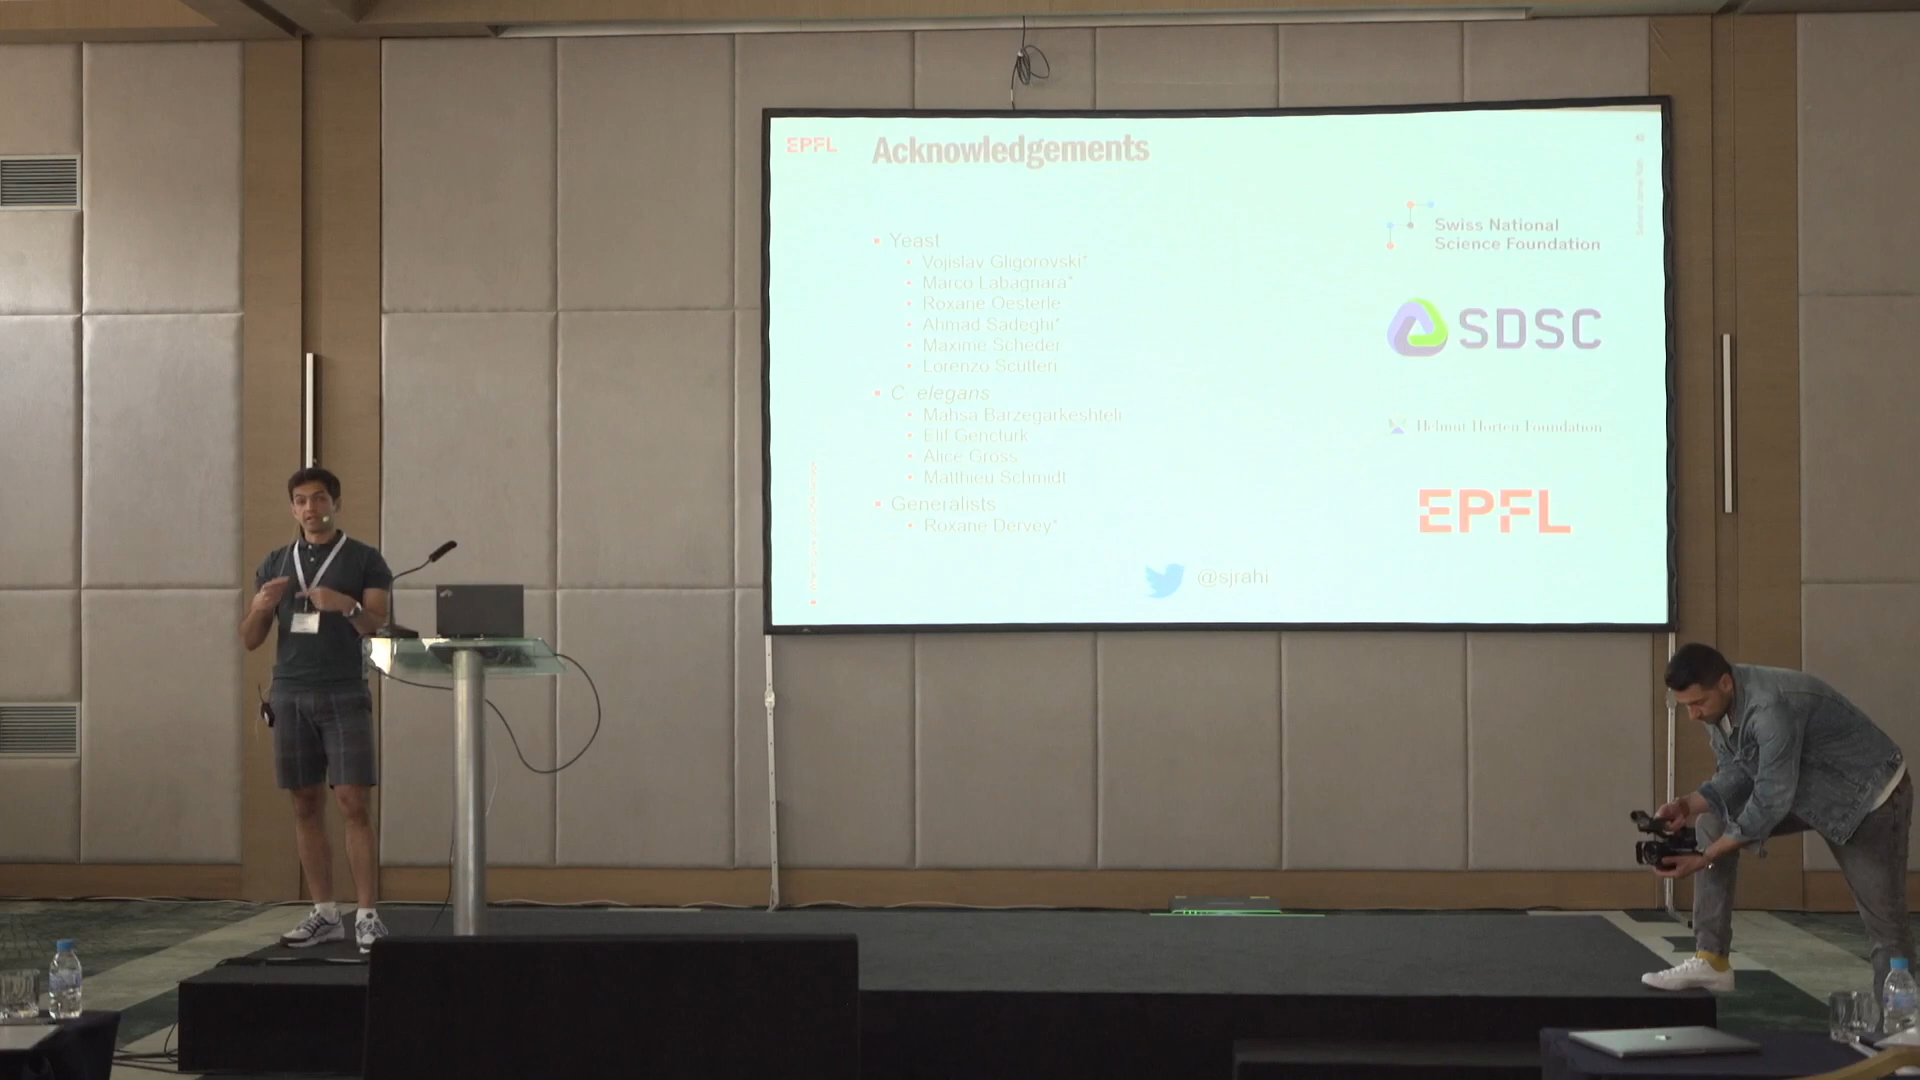 EPFL
Acknowledgements
Yeast
Vojislav Gligorovski*
Marco Labagnara*
Roxane Oesterle
Ahmad Sadeghi*
Maxime Scheder
Lorenzo Scutteri
C. elegans
Mahsa Barzegarkeshteli
Elif Gencturk
Alice Gross
Matthieu Schmidt
Generalists
Roxane Dervey*
@sjrahi
Swiss National
Science Foundation
SDSC
Helmut Horten Foundation
EPFL